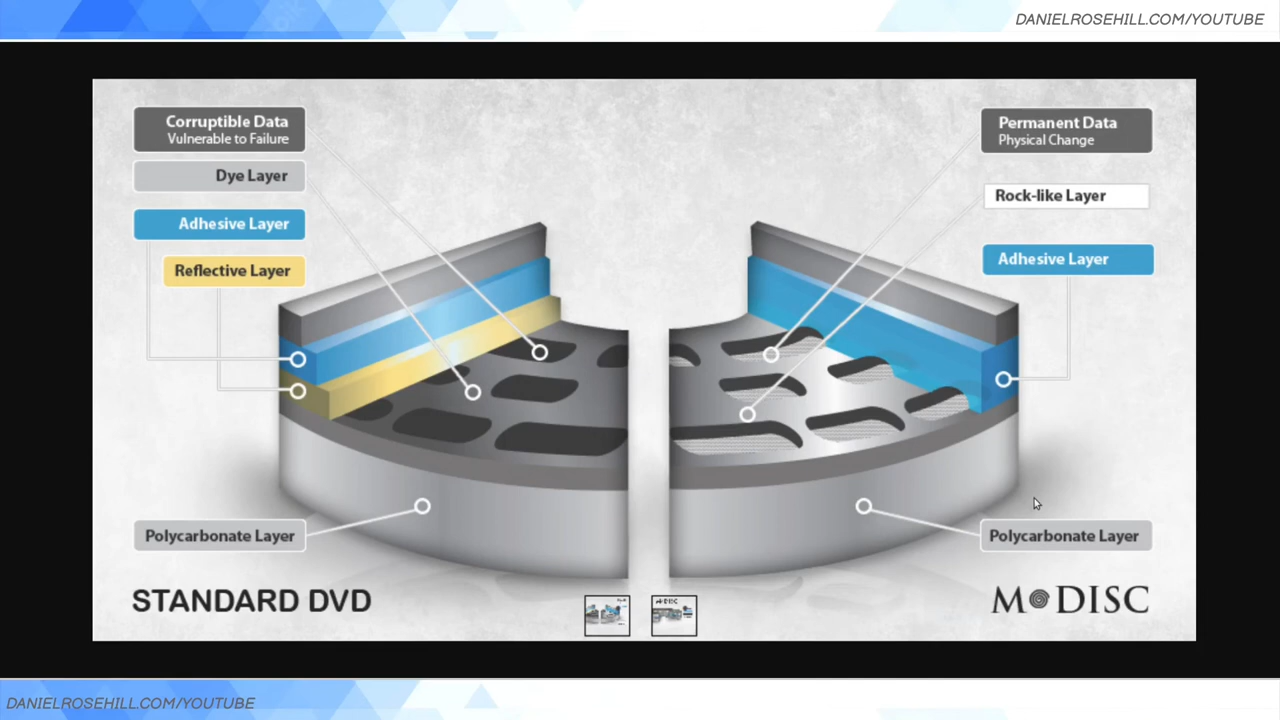 DANIELROSEHILL.COM/YOUTUBE
Corruptible Data
Vulnerable to Failure
Dye Layer
Adhesive Layer
Reflective Layer
Polycarbonate Layer
STANDARD DVD
Permanent Data
Physical Change
Rock-like Layer
Adhesive Layer
Polycarbonate Layer
M DISC
DANIELROSEHILL.COM/YOUTUBE